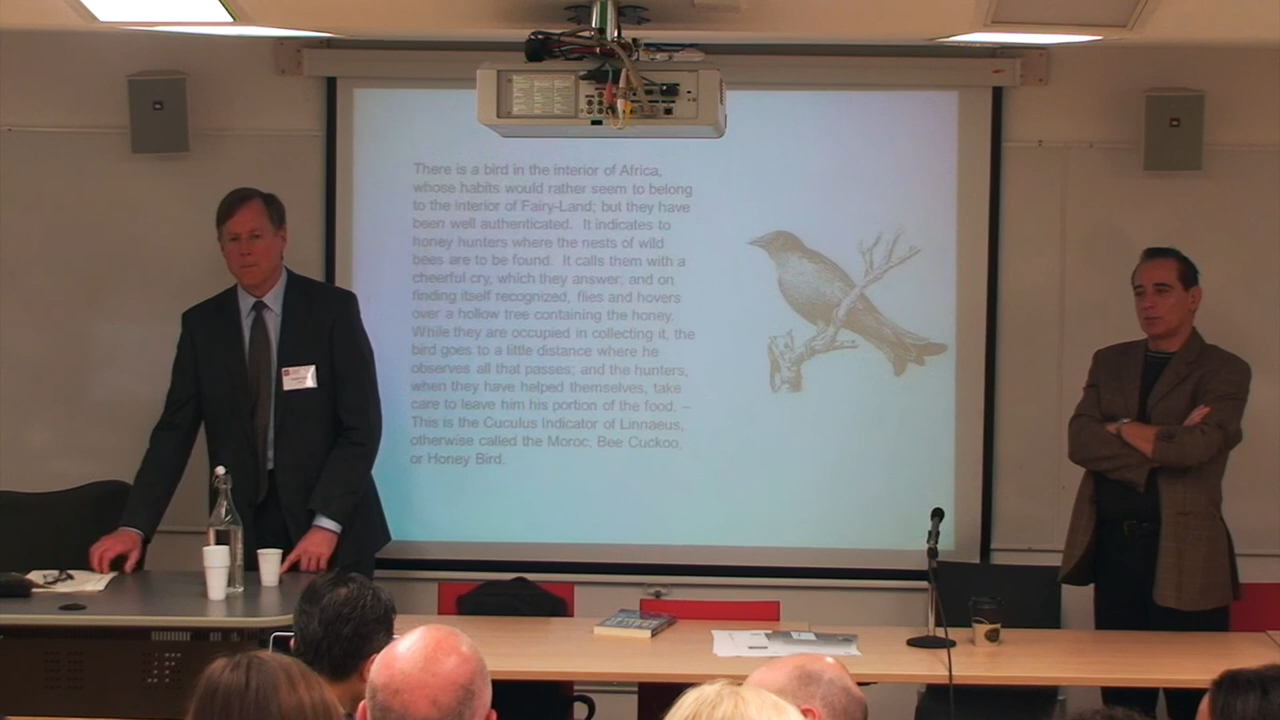 There is a bird in the interior of Africa,
whose habits would rather seem to belong
to the interior of Fairy-Land; but they have
been well authenticated. It indicates to
honey hunters where the nests of wild
bees are to be found. It calls them with a
cheerful cry, which they answer; and on
finding itself recognized, flies and hovers
over a hollow tree containing the honey.
While they are occupied in collecting it, the
bird goes to a little distance where he
observes all that passes; and the hunters,
when they have helped themselves, take
care to leave him his portion of the food. –
This is the Cuculus Indicator of Linnaeus,
otherwise called the Moroc, Bee Cuckoo,
or Honey Bird.